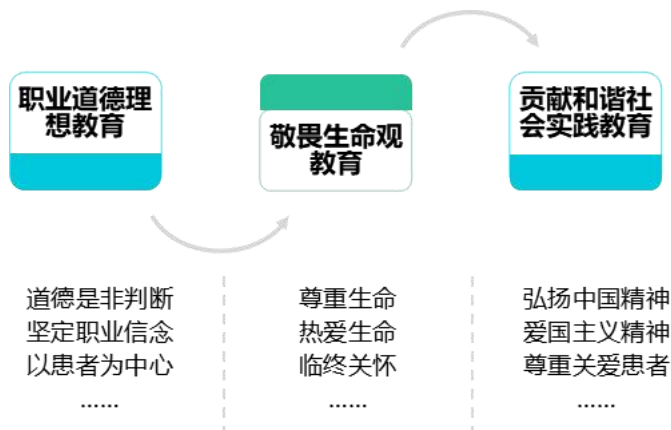 职业道德理
想教育
敬畏生命观
教育
贡献和谐社
会实践教育
道德是非判断
坚定职业信念
以患者为中心
……
尊重生命
热爱生命
临终关怀
……
弘扬中国精神
爱国主义精神
尊重关爱患者
……